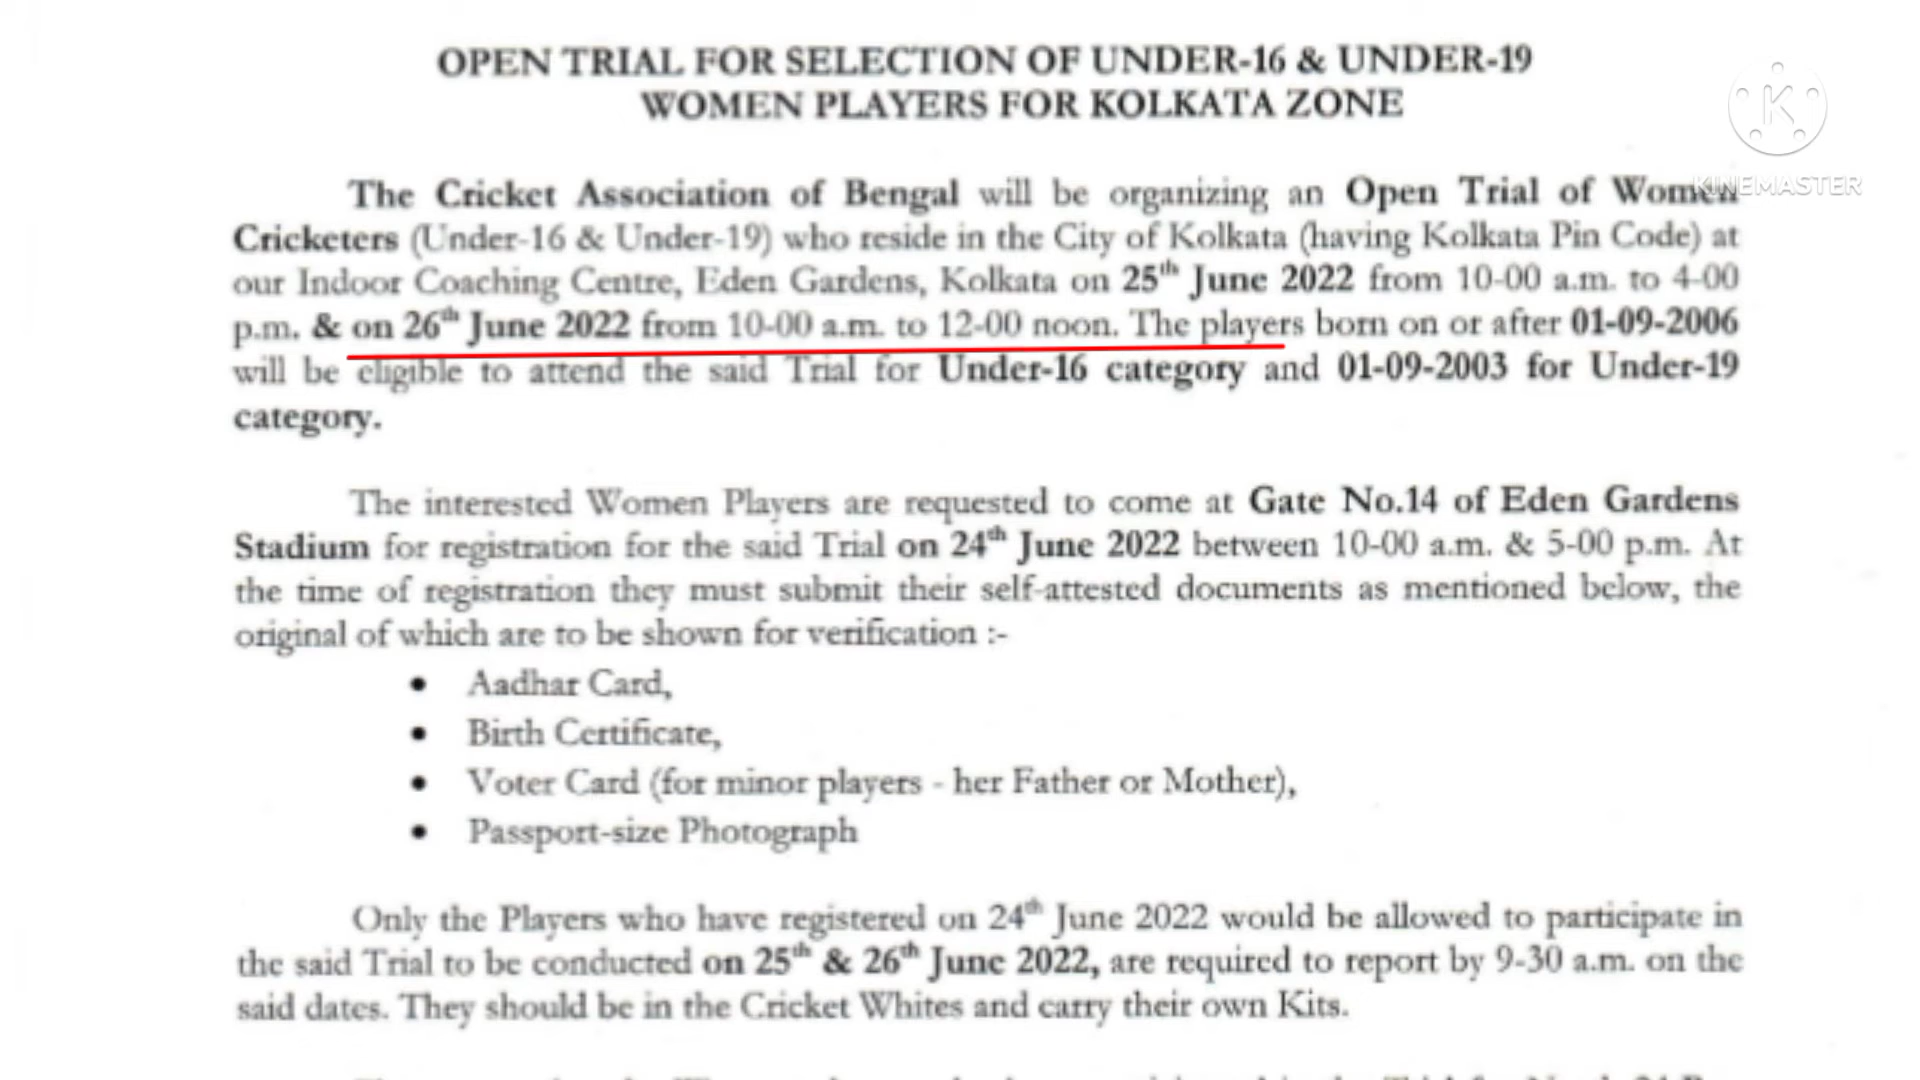 OPEN TRIAL FOR SELECTION OF UNDER-16 & UNDER-19
WOMEN PLAYERS FOR KOLKATA ZONE
K
KINEMASTER
The Cricket Association of Bengal will be organizing an Open Trial of Women
Cricketers (Under-16 & Under-19) who reside in the City of Kolkata (having Kolkata Pin Code) at
our Indoor Coaching Centre, Eden Gardens, Kolkata on 25th June 2022 from 10-00 a.m. to 4-00
p.m. & on 26th June 2022 from 10-00 a.m. to 12-00 noon. The players born on or after 01-09-2006
will be eligible to attend the said Trial for Under-16 category and 01-09-2003 for Under-19
category.
The interested Women Players are requested to come at Gate No.14 of Eden Gardens
Stadium for registration for the said Trial on 24th June 2022 between 10-00 a.m. & 5-00 p.m. At
the time of registration they must submit their self-attested documents as mentioned below, the
original of which are to be shown for verification :-
• Aadhar Card,
• Birth Certificate,
• Voter Card (for minor players - her Father or Mother),
• Passport-size Photograph
Only the Players who have registered on 24th June 2022 would be allowed to participate in
the said Trial to be conducted on 25th & 26th June 2022, are required to report by 9-30 a.m. on the
said dates. They should be in the Cricket Whites and carry their own Kits.